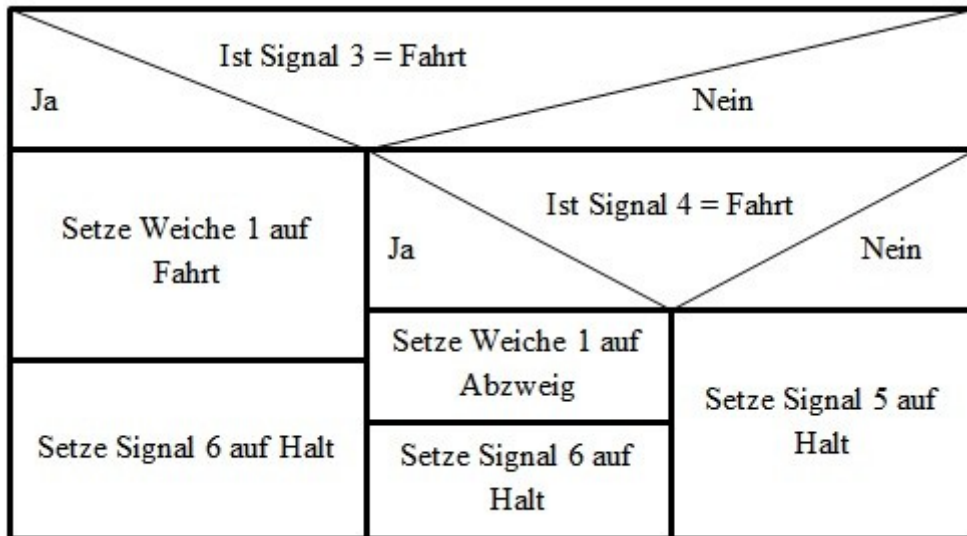 Ist Signal 3 = Fahrt
Ja
Nein
Setze Weiche 1 auf
Fahrt
Setze Signal 6 auf Halt
Ist Signal 4 = Fahrt
Ja
Nein
Setze Weiche 1 auf
Abzweig
Setze Signal 6 auf
Halt
Setze Signal 5 auf
Halt